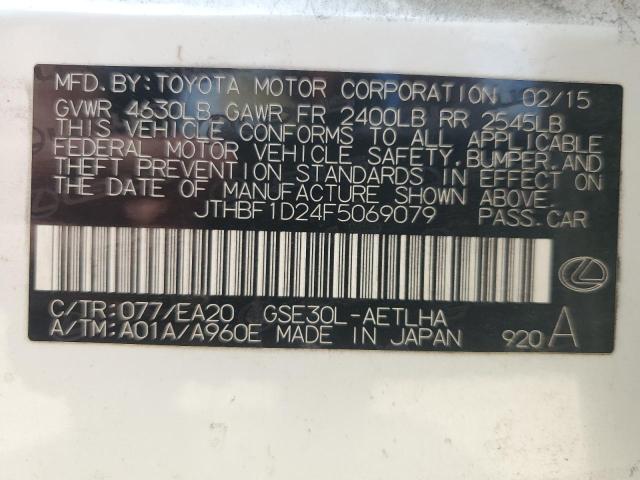 MFD.BY:TOYOTA MOTOR CORPORATION 02/15
GVWR 4630LB GAWR FR 2400LB RR 2545LB
THIS VEHICLE CONFORMS TO ALL APPLICABLE
FEDERAL MOTOR VEHICLE SAFETY,BUMPER,AND
THEFT PREVENTION STANDARDS IN EFFECT ON
THE DATE OF MANUFACTURE SHOWN ABOVE.
JTHBF1D24F5069079 PASS.CAR
C/TR:077/EA20 GSE30L-AETLHA
A/TM:A01A/A960E MADE IN JAPAN 920 A